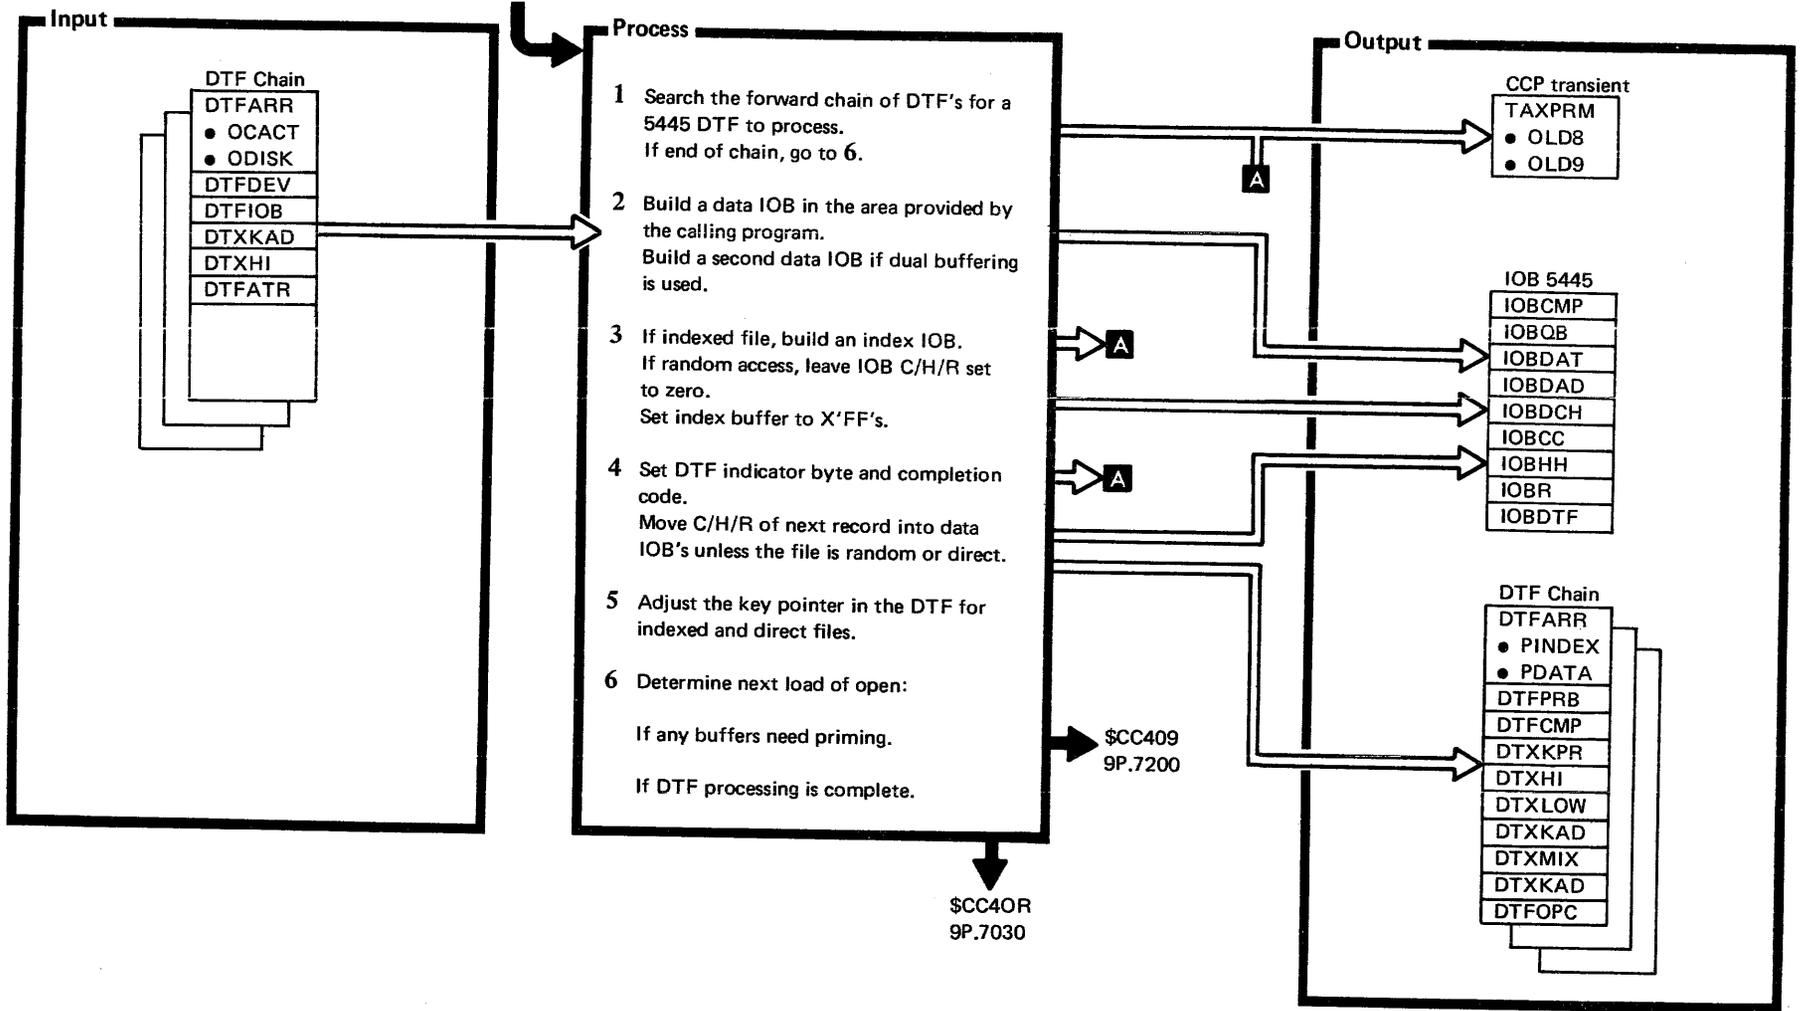 Input
DTF Chain
DTFARR
• OCACT
• ODISK
DTFDEV
DTFIOB
DTXKAD
DTXHI
DTFATR
Process
1 Search the forward chain of DTF's for a
5445 DTF to process.
If end of chain, go to 6.
2 Build a data IOB in the area provided by
the calling program.
Build a second data IOB if dual buffering
is used.
3 If indexed file, build an index IOB.
If random access, leave IOB C/H/R set
to zero.
Set index buffer to X'FF's.
4 Set DTF indicator byte and completion
code.
Move C/H/R of next record into data
IOB's unless the file is random or direct.
5 Adjust the key pointer in the DTF for
indexed and direct files.
6 Determine next load of open:
If any buffers need priming.
If DTF processing is complete.
A
A
A
$CC409
9P.7200
$CC4OR
9P.7030
Output
CCP transient
TAXPRM
• OLD8
• OLD9
IOB 5445
IOBCMP
IOBQB
IOBDAT
IOBDAD
IOBDCH
IOBCC
IOBHH
IOBR
IOBDTF
DTF Chain
DTFARR
• PINDEX
• PDATA
DTFPRB
DTFCMP
DTXKPR
DTXHI
DTXLOW
DTXKAD
DTXMIX
DTXKAD
DTFOPC